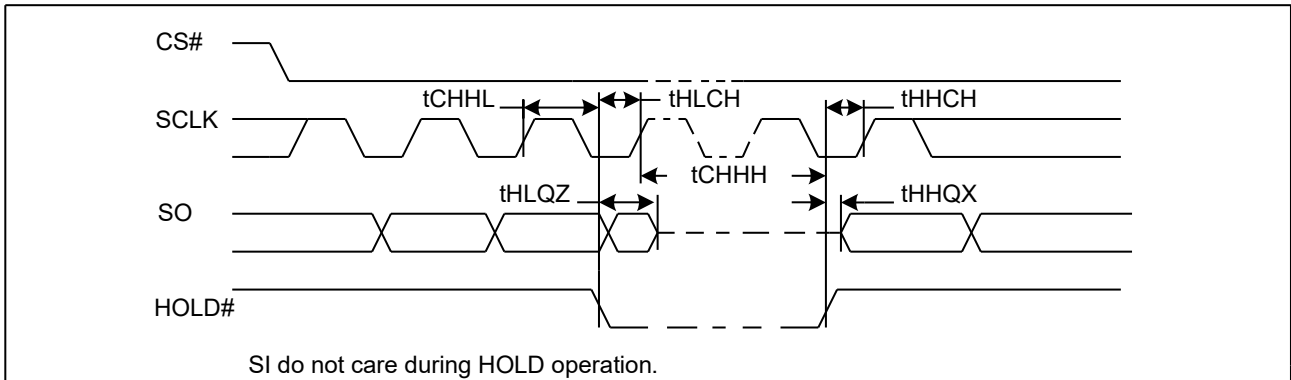 CS#
tCHHL
tHLCH
tHHCH
SCLK
tCHHH
tHLQZ
tHHQX
SO
HOLD#
SI do not care during HOLD operation.